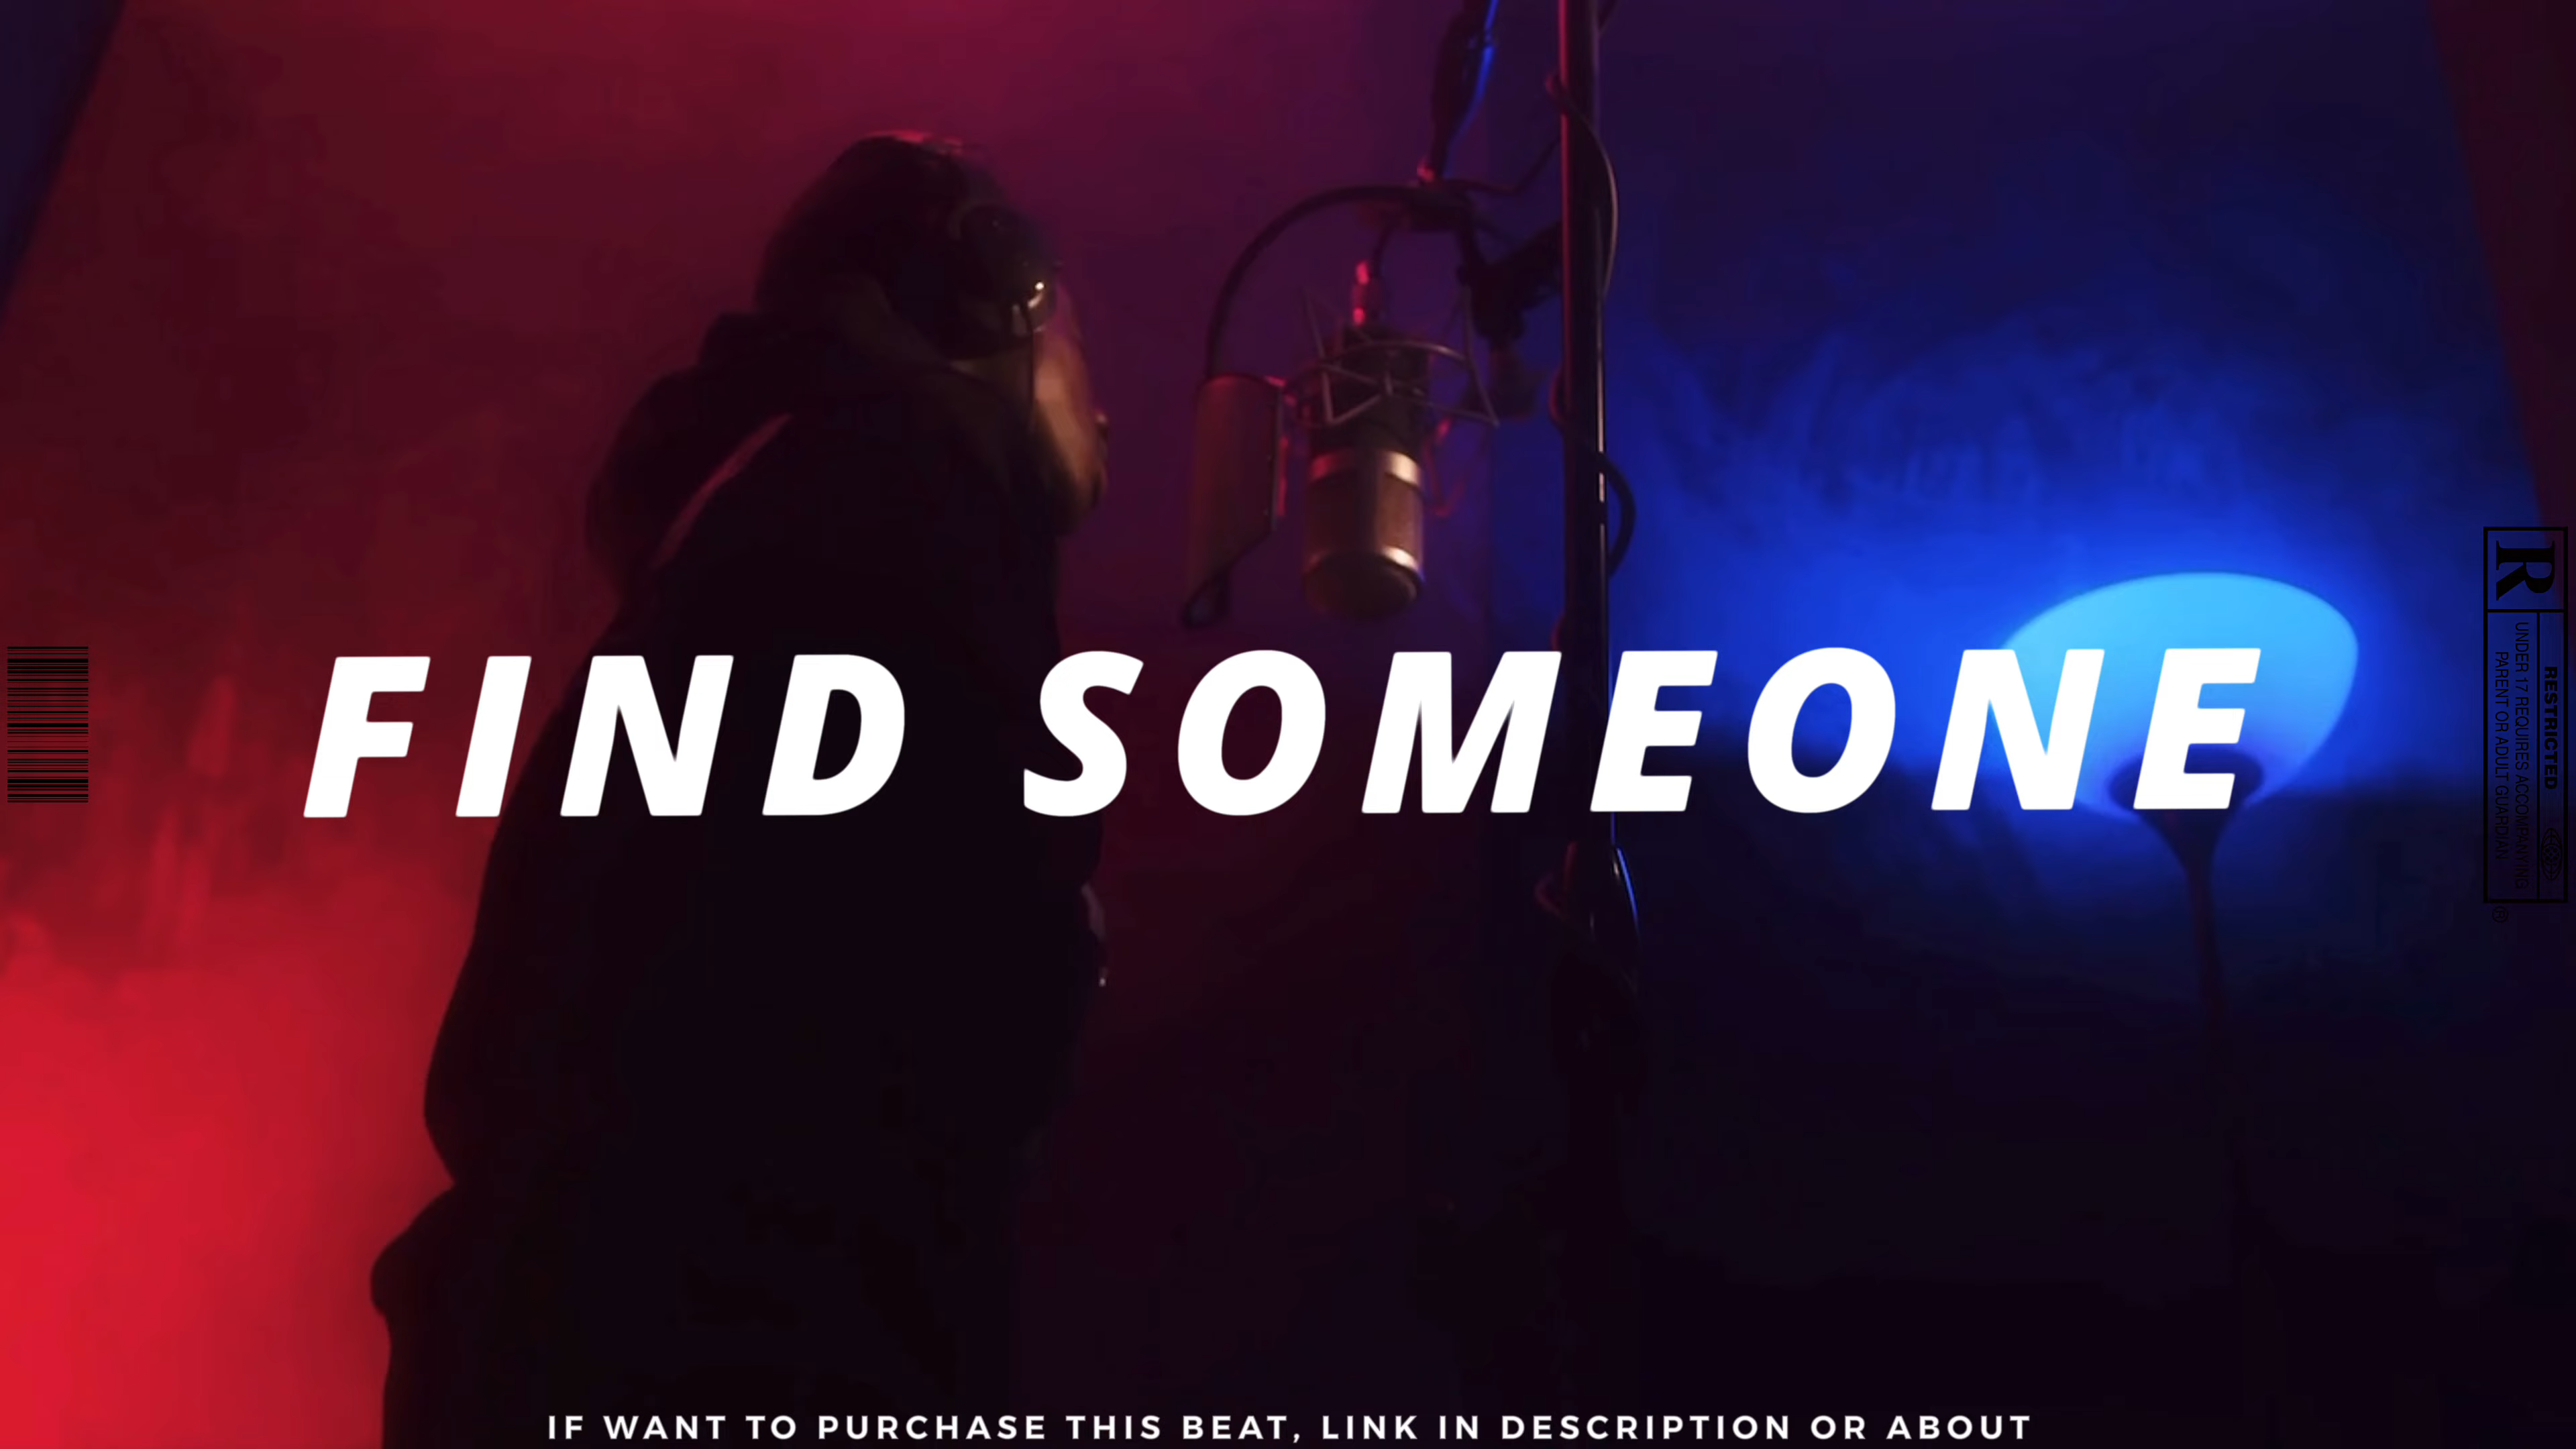 FIND SOMEONE
R
RESTRICTED
UNDER 17 REQUIRES ACCOMPANYING
PARENT OR ADULT GUARDIAN
®
IF WANT TO PURCHASE THIS BEAT, LINK IN DESCRIPTION OR ABOUT